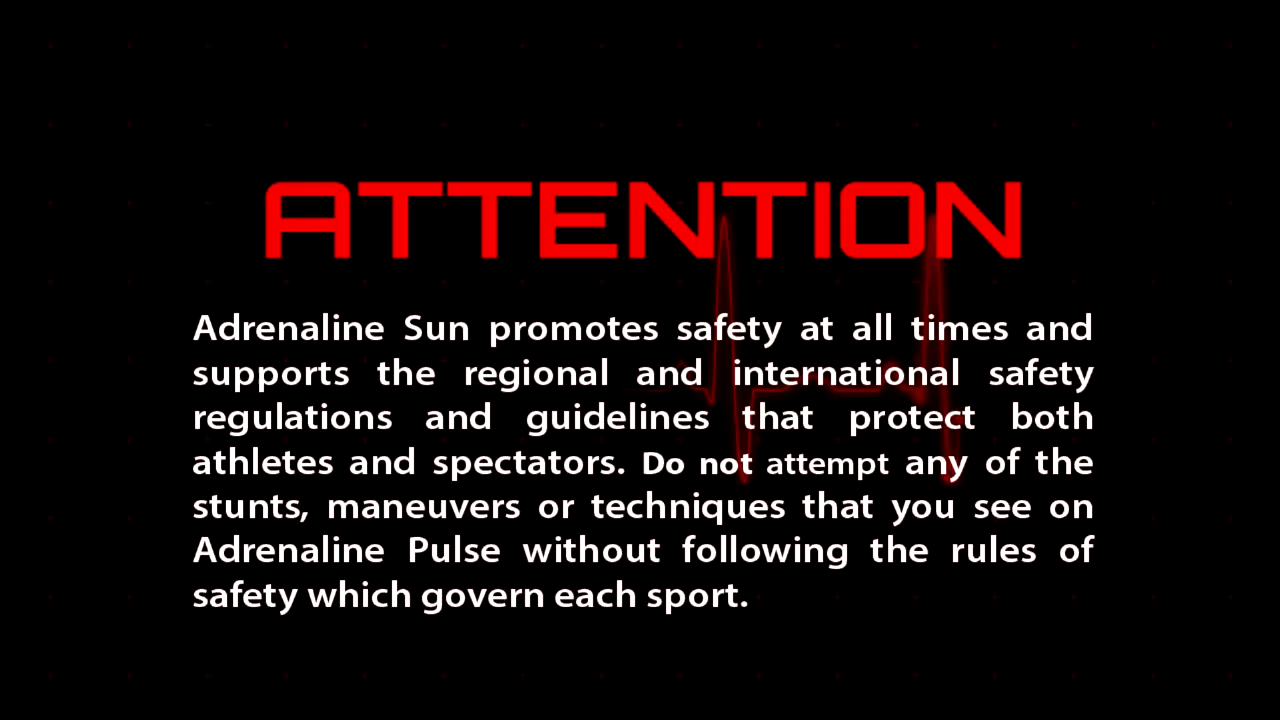 ATTENTION
Adrenaline Sun promotes safety at all times and
supports the regional and international safety
regulations and guidelines that protect both
athletes and spectators. Do not attempt any of the
stunts, maneuvers or techniques that you see on
Adrenaline Pulse without following the rules of
safety which govern each sport.